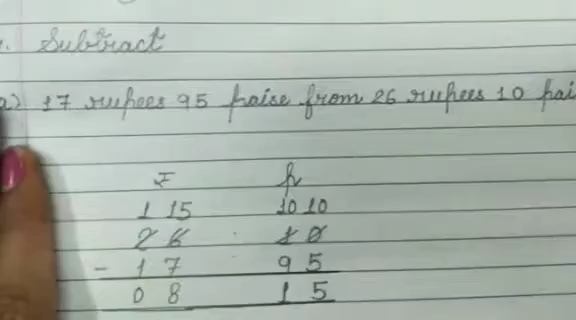 Subtract
a) 17 rupees 95 paise from 26 rupees 10 pai
₹ p
1 15 10 10
2 6 1 0
- 1 7 9 5
0 8 1 5